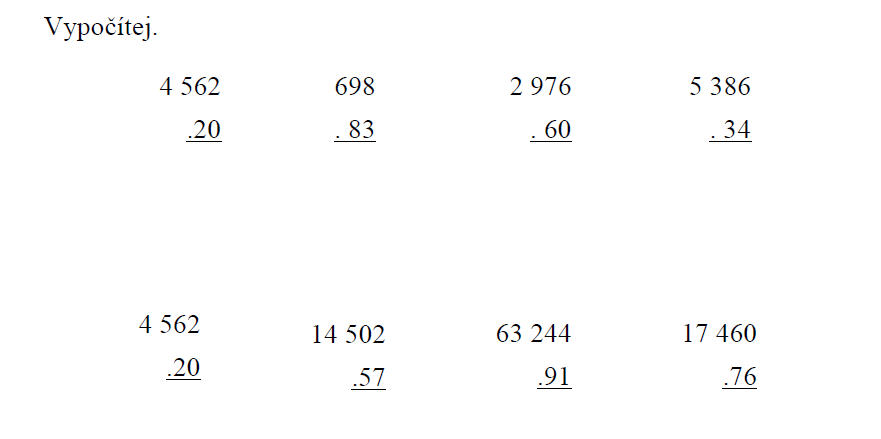 Vypočítej.
4 562 698 2 976 5 386
.20 . 83 . 60 . 34
4 562 14 502 63 244 17 460
.20 .57 .91 .76